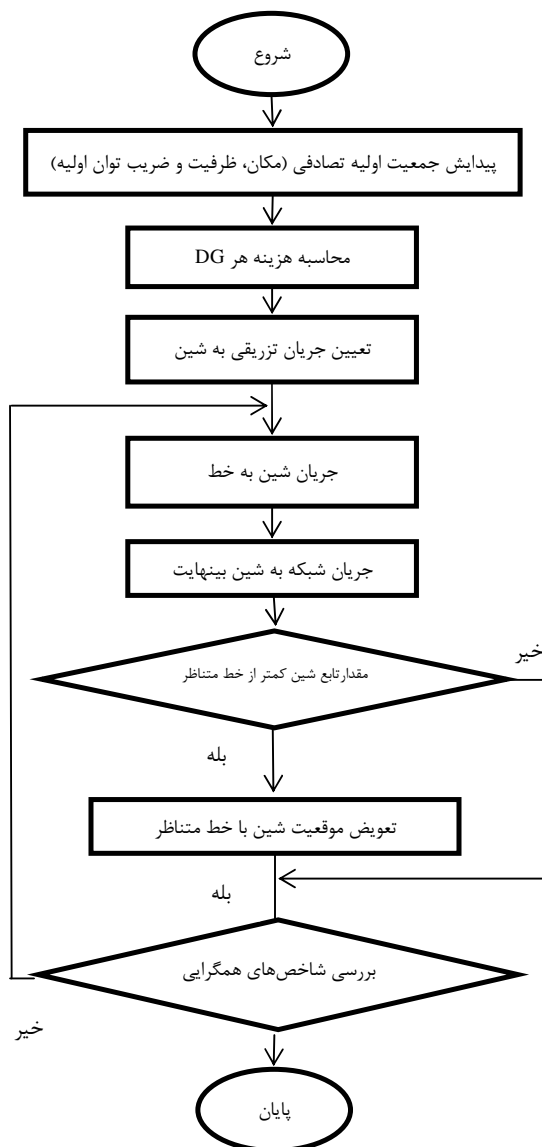 شروع
پیدایش جمعیت اولیه تصادفی (مکان، ظرفیت و ضریب توان اولیه)
محاسبه هزینه هر DG
تعیین جریان تزریقی به شین
جریان شین به خط
جریان شبکه به شین بینهایت
مقدارتابع شین کمتر از خط متناظر
خیر
بله
تعویض موقعیت شین با خط متناظر
بله
بررسی شاخص‌های همگرایی
خیر
پایان